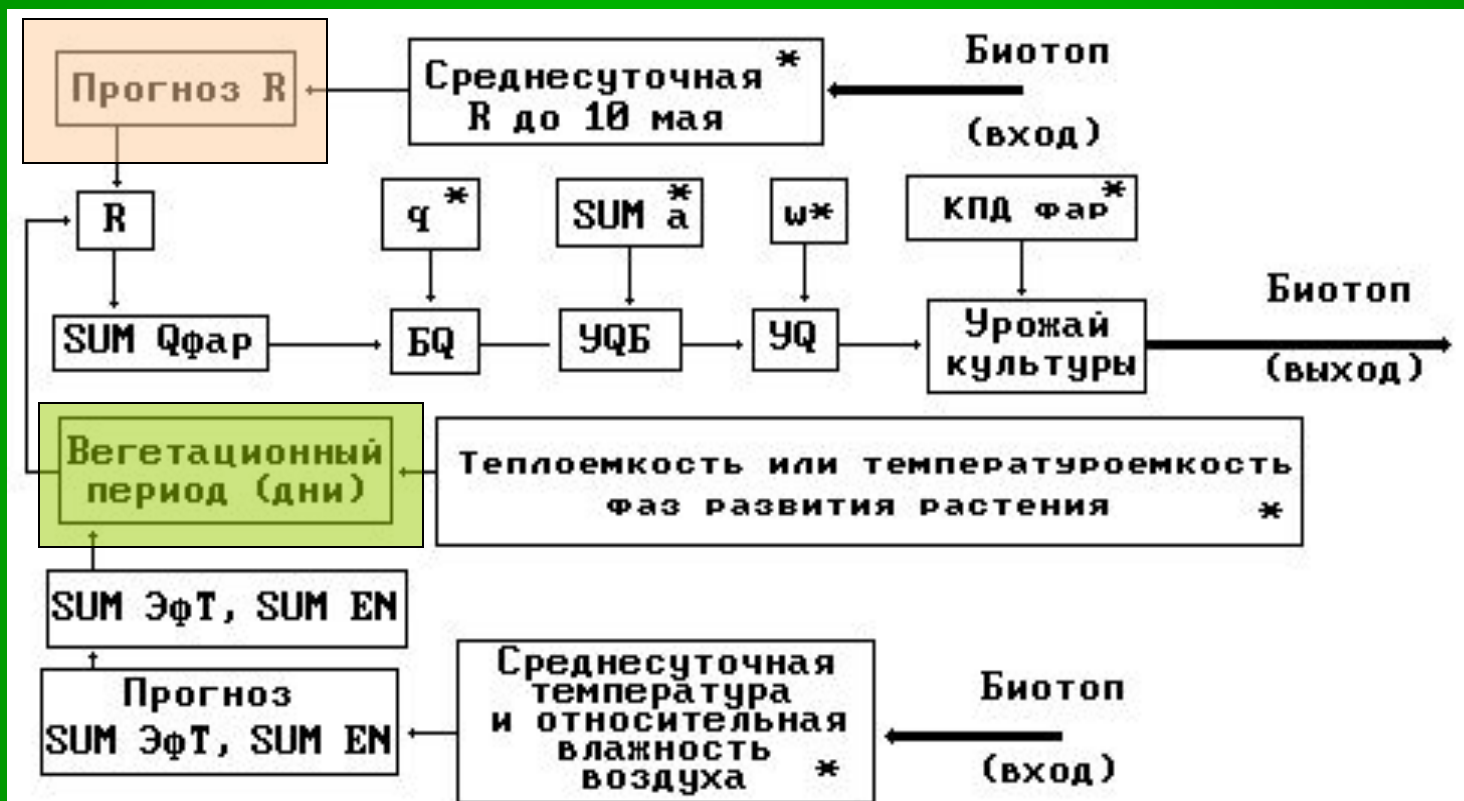 Прогноз R
Среднесуточная *
R до 10 мая
Биотоп
(вход)
R
q *
SUM a *
w*
КПД фар*
SUM Qфар
БQ
УQБ
УQ
Урожай
культуры
Биотоп
(выход)
Вегетационный
период (дни)
Теплоемкость или температуроемкость
фаз развития растения *
SUM ЭфТ, SUM EN
Прогноз
SUM ЭфТ, SUM EN
Среднесуточная
температура
и относительная
влажность
воздуха *
Биотоп
(вход)